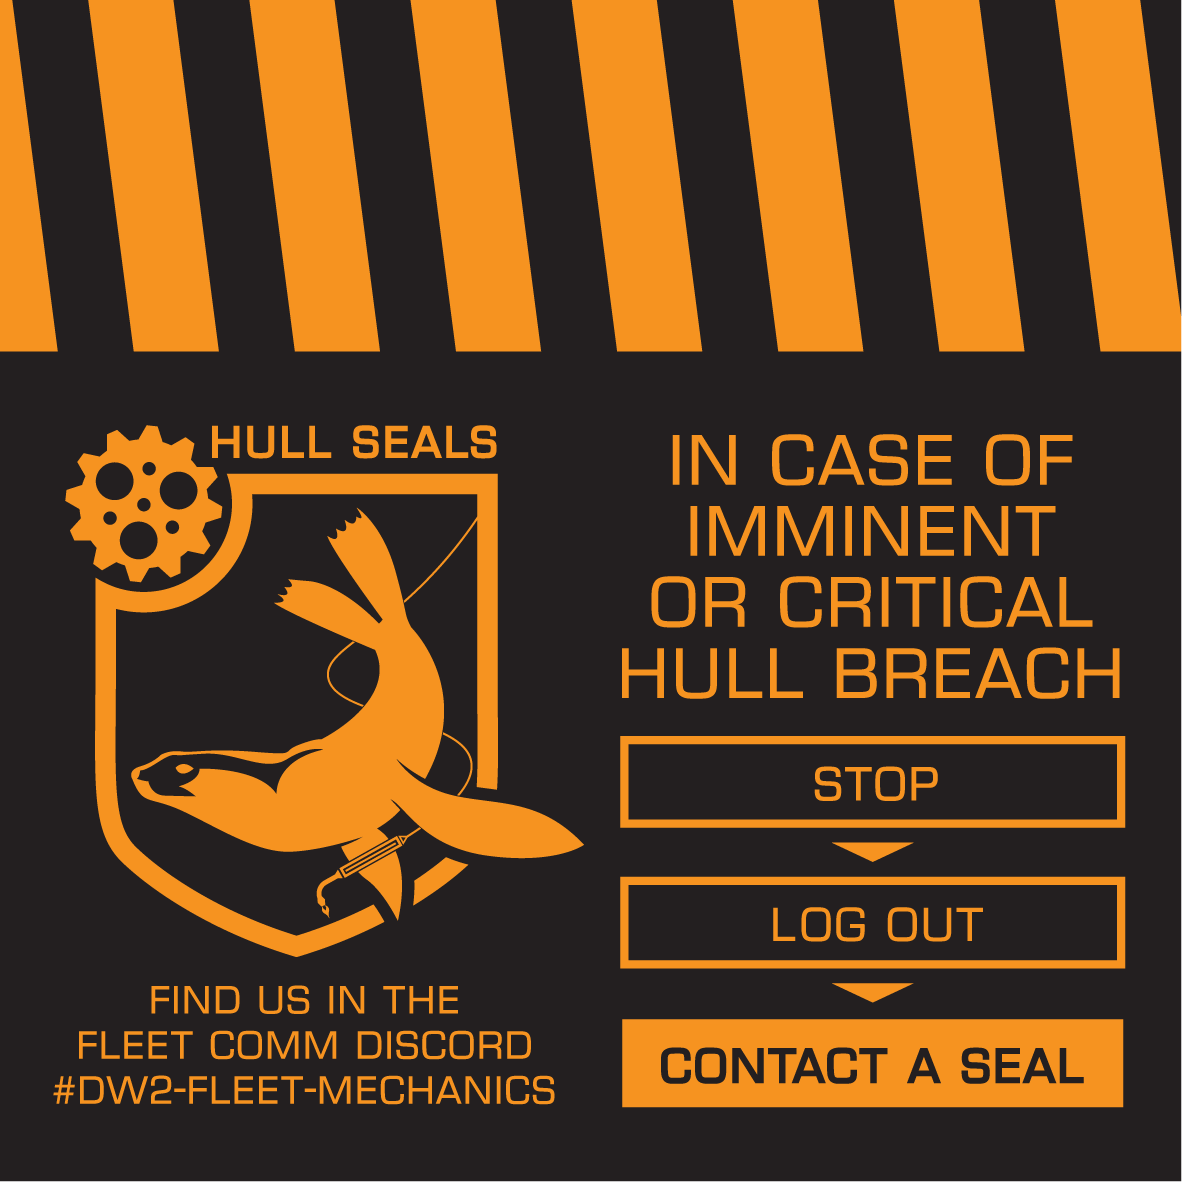 HULL SEALS
FIND US IN THE
FLEET COMM DISCORD
#DW2-FLEET-MECHANICS
IN CASE OF
IMMINENT
OR CRITICAL
HULL BREACH
STOP
LOG OUT
CONTACT A SEAL